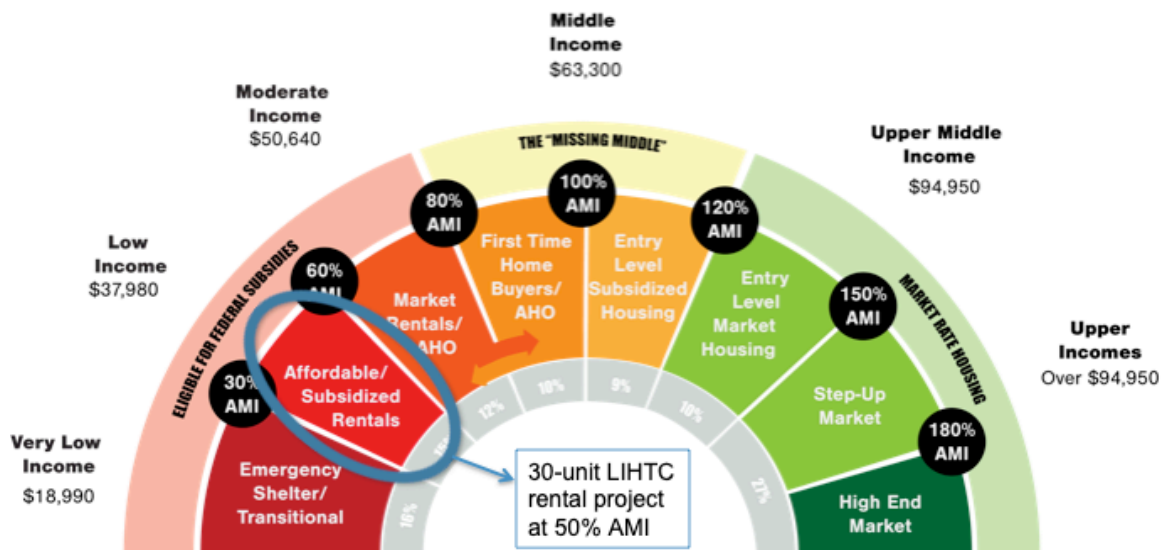 Middle
Income
$63,300
Moderate
Income
$50,640
Upper Middle
Income
$94,950
Low
Income
$37,980
Upper
Incomes
Over $94,950
Very Low
Income
$18,990
ELIGIBLE FOR FEDERAL SUBSIDIES
THE "MISSING MIDDLE"
MARKET RATE HOUSING
30%
AMI
60%
AMI
80%
AMI
100%
AMI
120%
AMI
150%
AMI
180%
AMI
Emergency
Shelter/
Transitional
Affordable/
Subsidized
Rentals
Market
Rentals/
AHO
First Time
Home
Buyers/
AHO
Entry
Level
Subsidized
Housing
Entry
Level
Market
Housing
Step-Up
Market
High End
Market
16%
12%
10%
9%
10%
27%
30-unit LIHTC
rental project
at 50% AMI